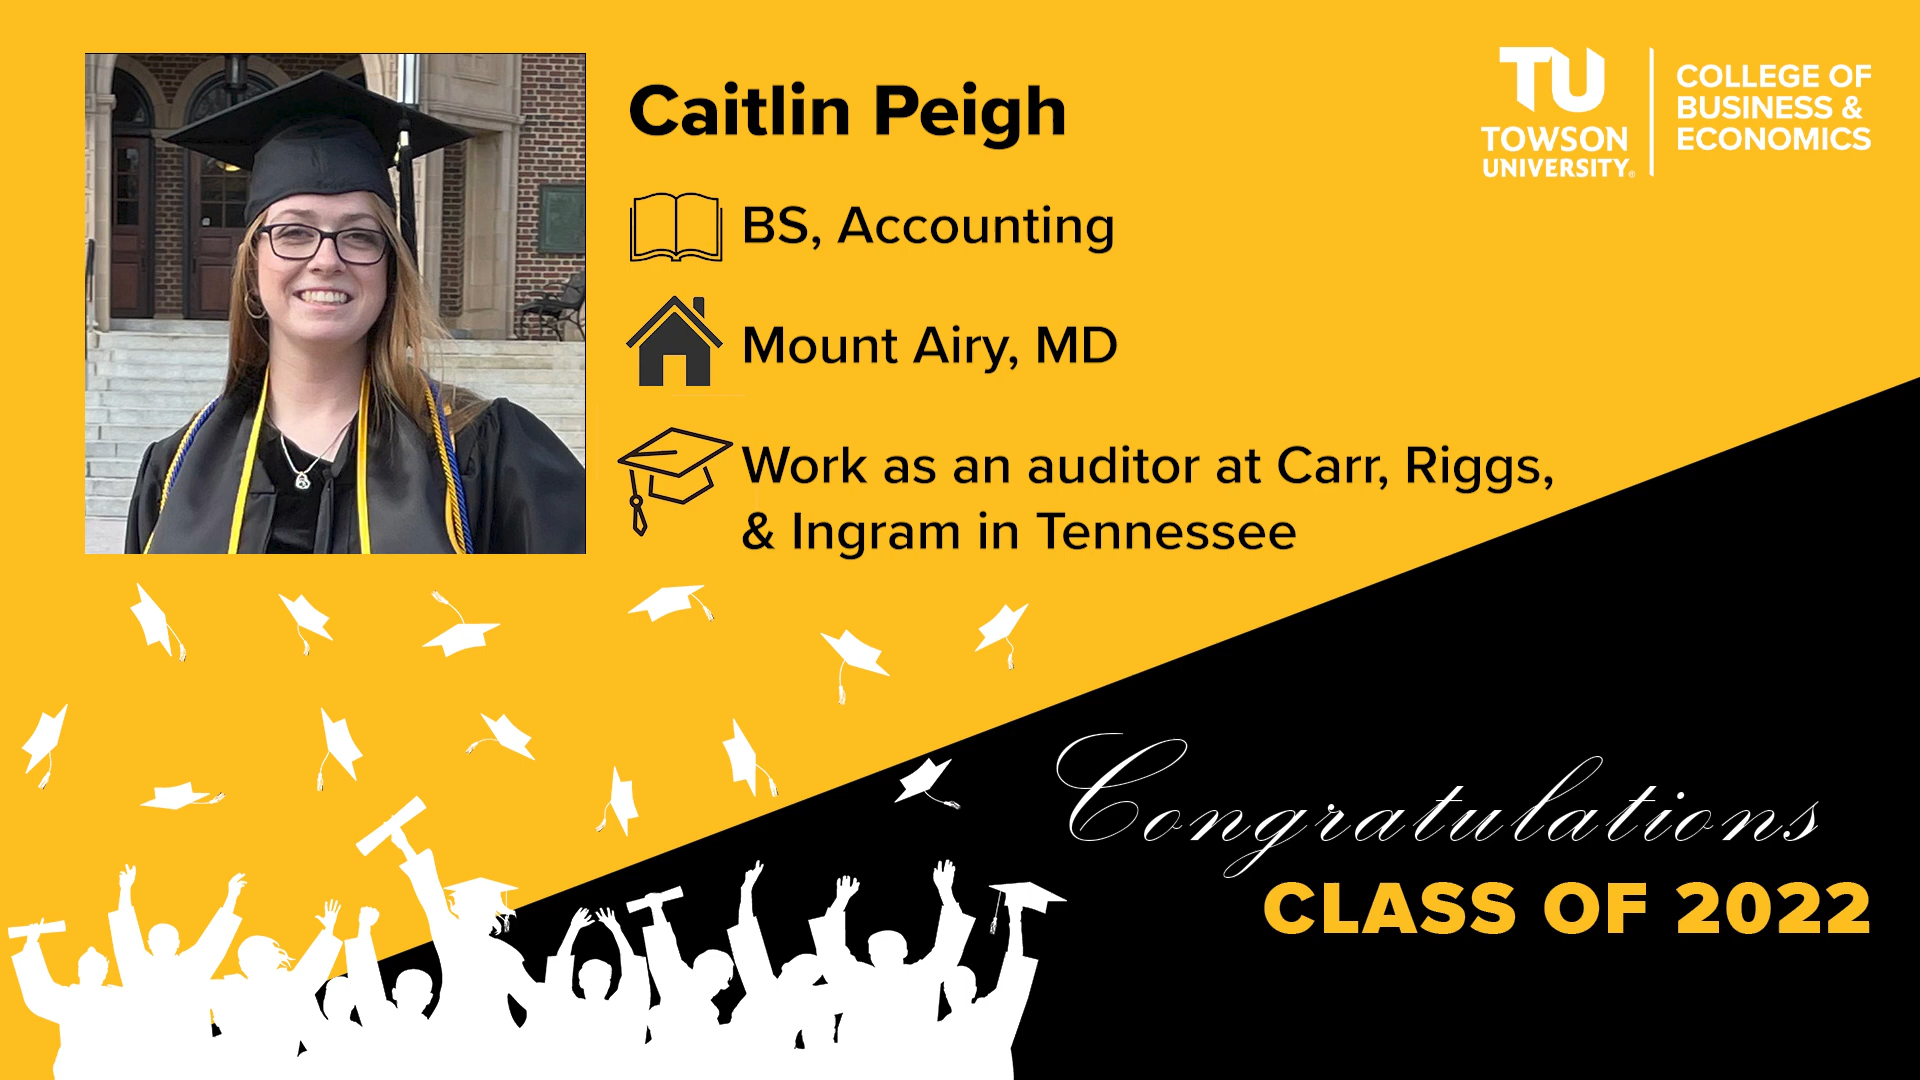 Caitlin Peigh
BS, Accounting
Mount Airy, MD
Work as an auditor at Carr, Riggs,
& Ingram in Tennessee
TU
TOWSON
UNIVERSITY®
COLLEGE OF
BUSINESS &
ECONOMICS
Congratulations
CLASS OF 2022